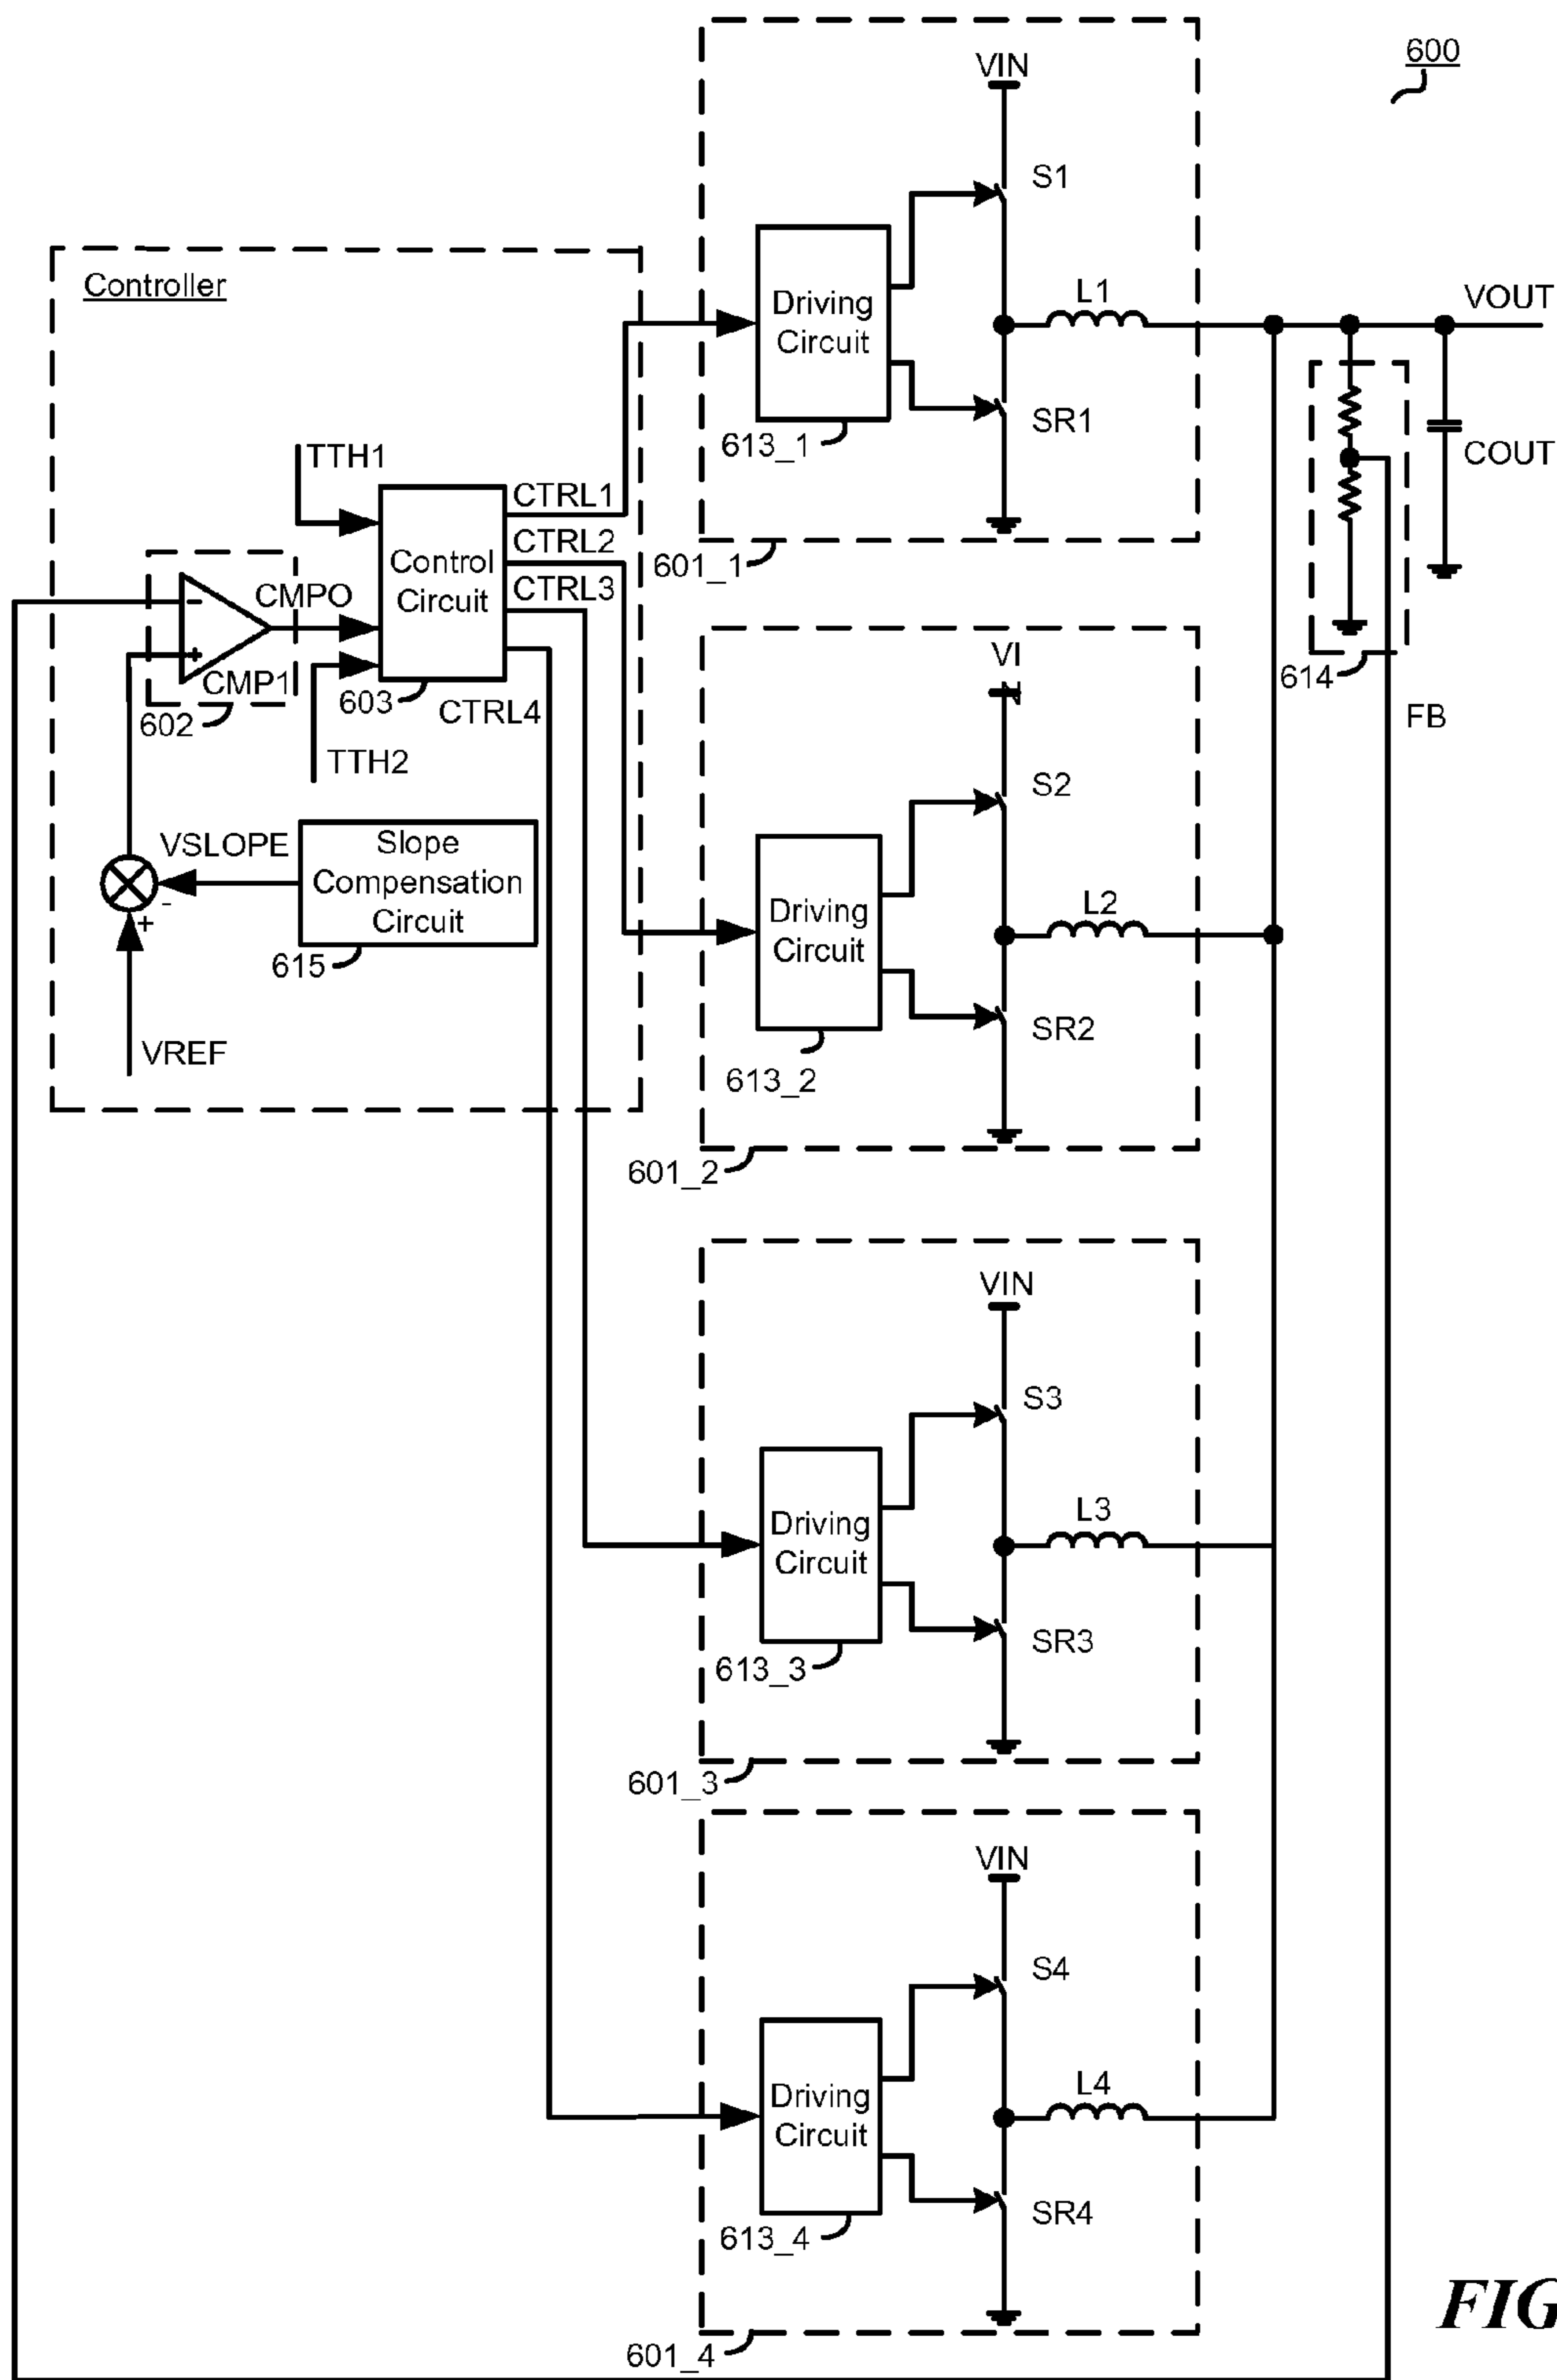 600
VIN
S1
Controller
Driving
Circuit
L1
VOUT
SR1
613_1
COUT
TTH1
CTRL1
CTRL2
CTRL3
Control
Circuit
601_1
CMPO
-
+
CMP1
602
603
CTRL4
TTH2
614
FB
VI
N
S2
VSLOPE
Slope
Compensation
Circuit
-
+
615
VREF
Driving
Circuit
L2
SR2
613_2
601_2
VIN
S3
Driving
Circuit
L3
SR3
613_3
601_3
VIN
S4
Driving
Circuit
L4
SR4
613_4
601_4
FIG